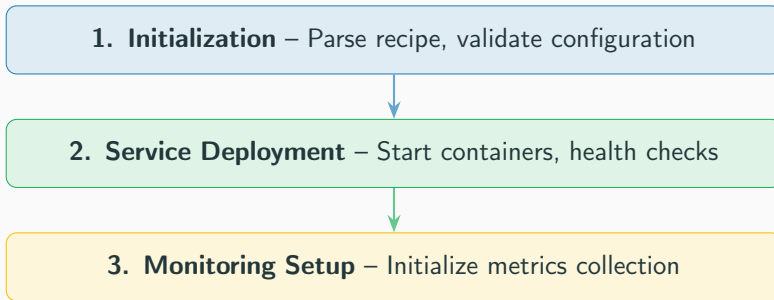 1. Initialization – Parse recipe, validate configuration
2. Service Deployment – Start containers, health checks
3. Monitoring Setup – Initialize metrics collection